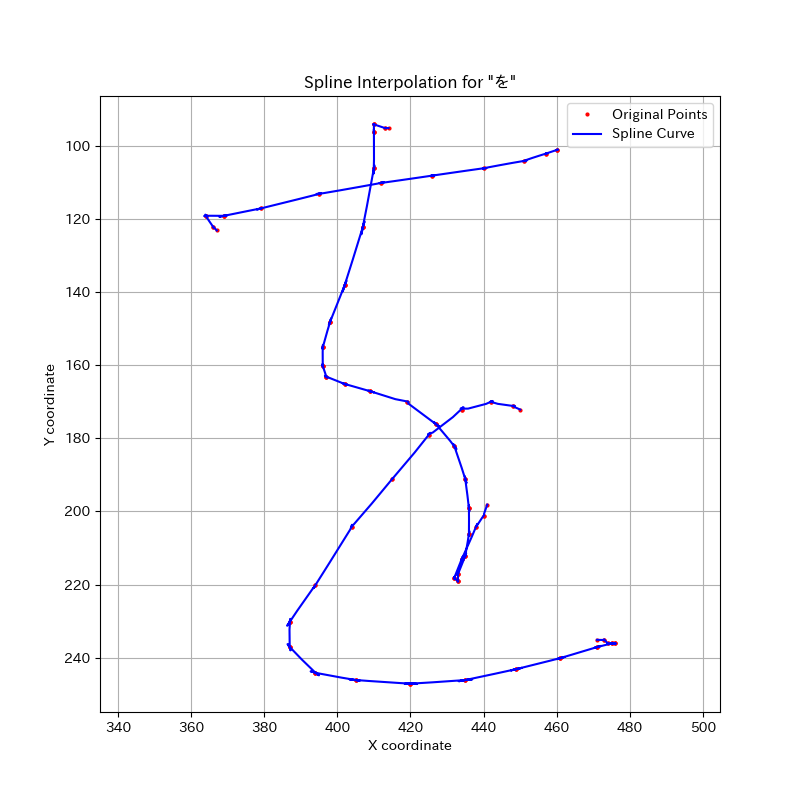 Spline Interpolation for "を"
Original Points
Spline Curve
Y coordinate
100
120
140
160
180
200
220
240
340 360 380 400 420 440 460 480 500
X coordinate
を